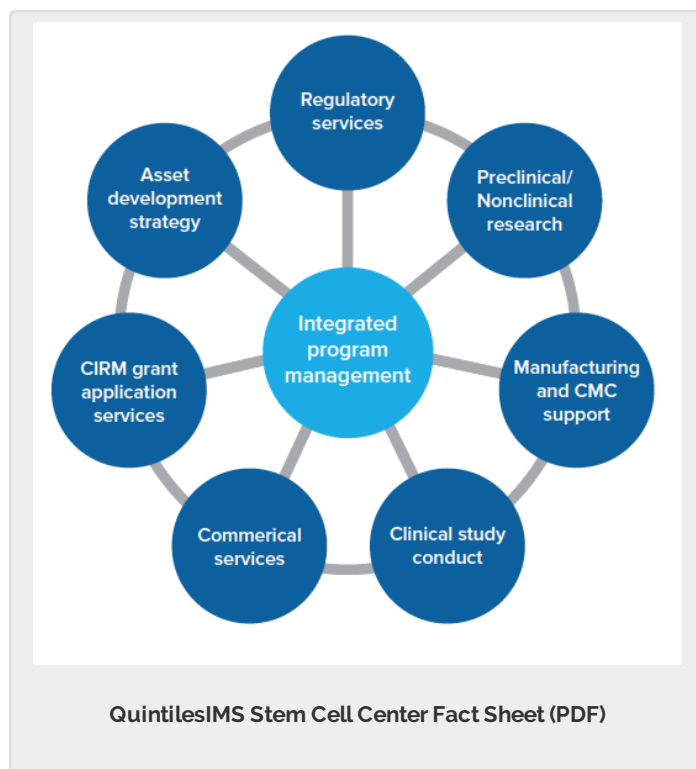 Regulatory
services
Asset
development
strategy
Preclinical/
Nonclinical
research
Integrated
program
management
CIRM grant
application
services
Manufacturing
and CMC
support
Commerical
services
Clinical study
conduct
QuintilesIMS Stem Cell Center Fact Sheet (PDF)